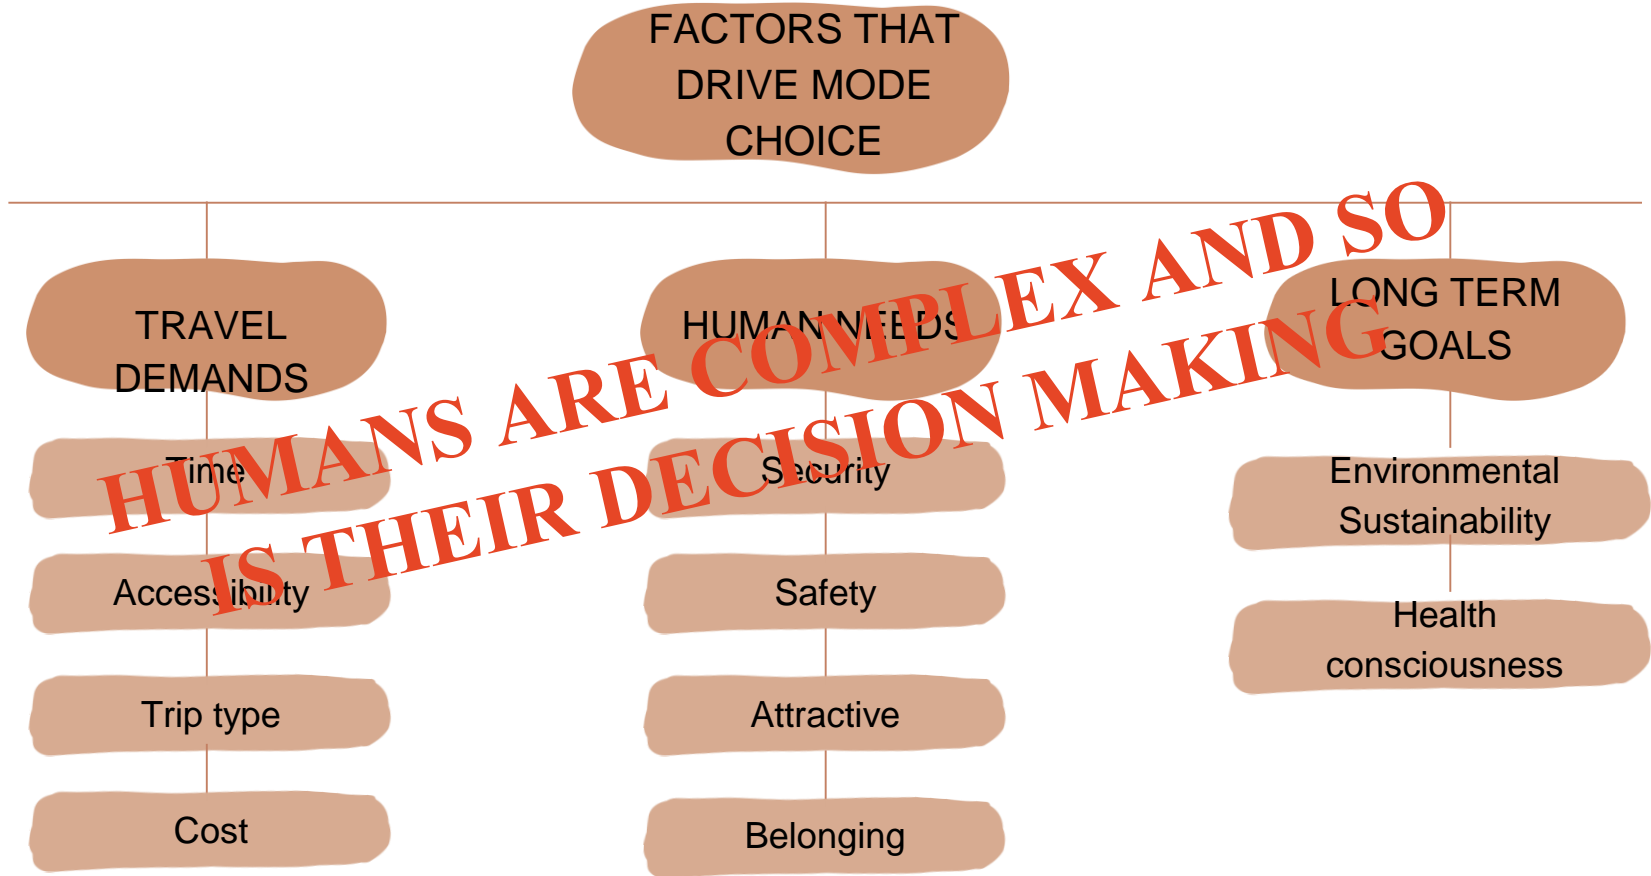 FACTORS THAT
DRIVE MODE
CHOICE
TRAVEL
DEMANDS
Time
Accessibility
Trip type
Cost
HUMAN NEEDS
Security
Safety
Attractive
Belonging
LONG TERM
GOALS
Environmental
Sustainability
Health
consciousness
HUMANS ARE COMPLEX AND SO
IS THEIR DECISION MAKING